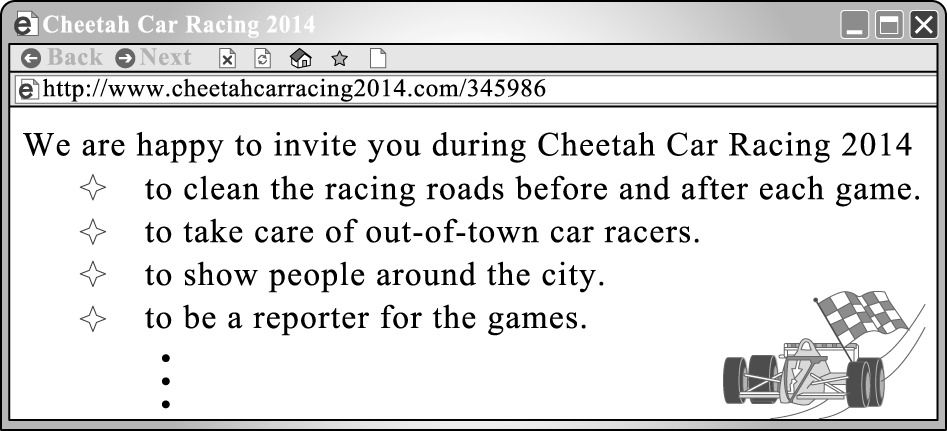 Cheetah Car Racing 2014
Back Next
http://www.cheetahcarracing2014.com/345986
We are happy to invite you during Cheetah Car Racing 2014
to clean the racing roads before and after each game.
to take care of out-of-town car racers.
to show people around the city.
to be a reporter for the games.